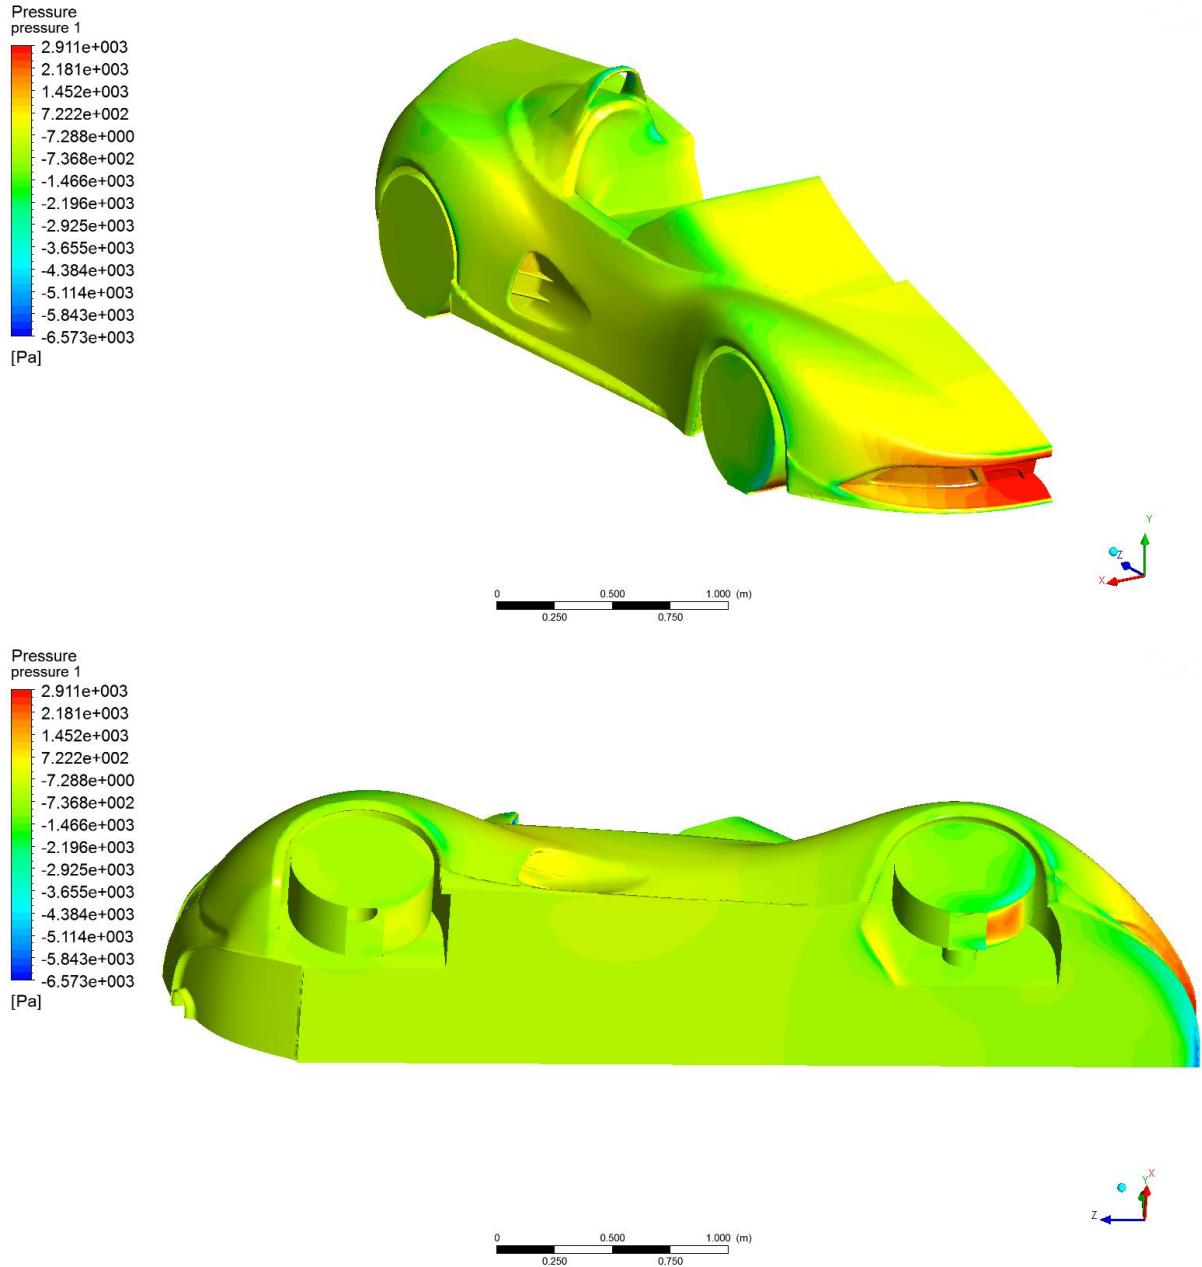 Pressure
pressure 1
2.911e+003
2.181e+003
1.452e+003
7.222e+002
-7.288e+000
-7.368e+002
-1.466e+003
-2.196e+003
-2.925e+003
-3.655e+003
-4.384e+003
-5.114e+003
-5.843e+003
-6.573e+003
[Pa]
Y
Z
X
0 0.500 1.000 (m)
0.250 0.750
Pressure
pressure 1
2.911e+003
2.181e+003
1.452e+003
7.222e+002
-7.288e+000
-7.368e+002
-1.466e+003
-2.196e+003
-2.925e+003
-3.655e+003
-4.384e+003
-5.114e+003
-5.843e+003
-6.573e+003
[Pa]
X
Y
Z
0 0.500 1.000 (m)
0.250 0.750